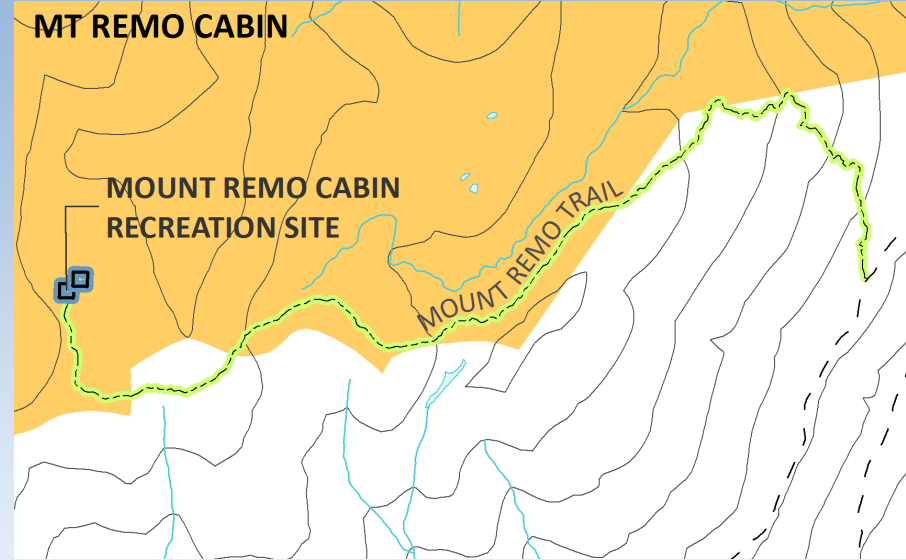 MT REMO CABIN
MOUNT REMO CABIN
RECREATION SITE
MOUNT REMO TRAIL